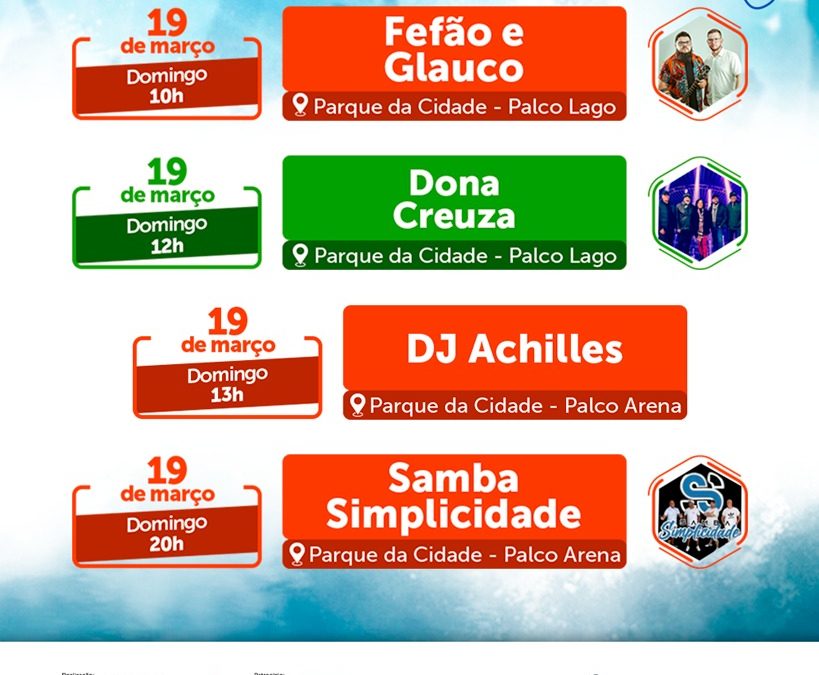 19
de março
Domingo
10h
Fefão e
Glauco
Parque da Cidade - Palco Lago
19
de março
Domingo
12h
Dona
Creuza
Parque da Cidade - Palco Lago
19
de março
Domingo
13h
DJ Achilles
Parque da Cidade - Palco Arena
19
de março
Domingo
20h
Samba
Simplicidade
Parque da Cidade - Palco Arena
Simplicidade